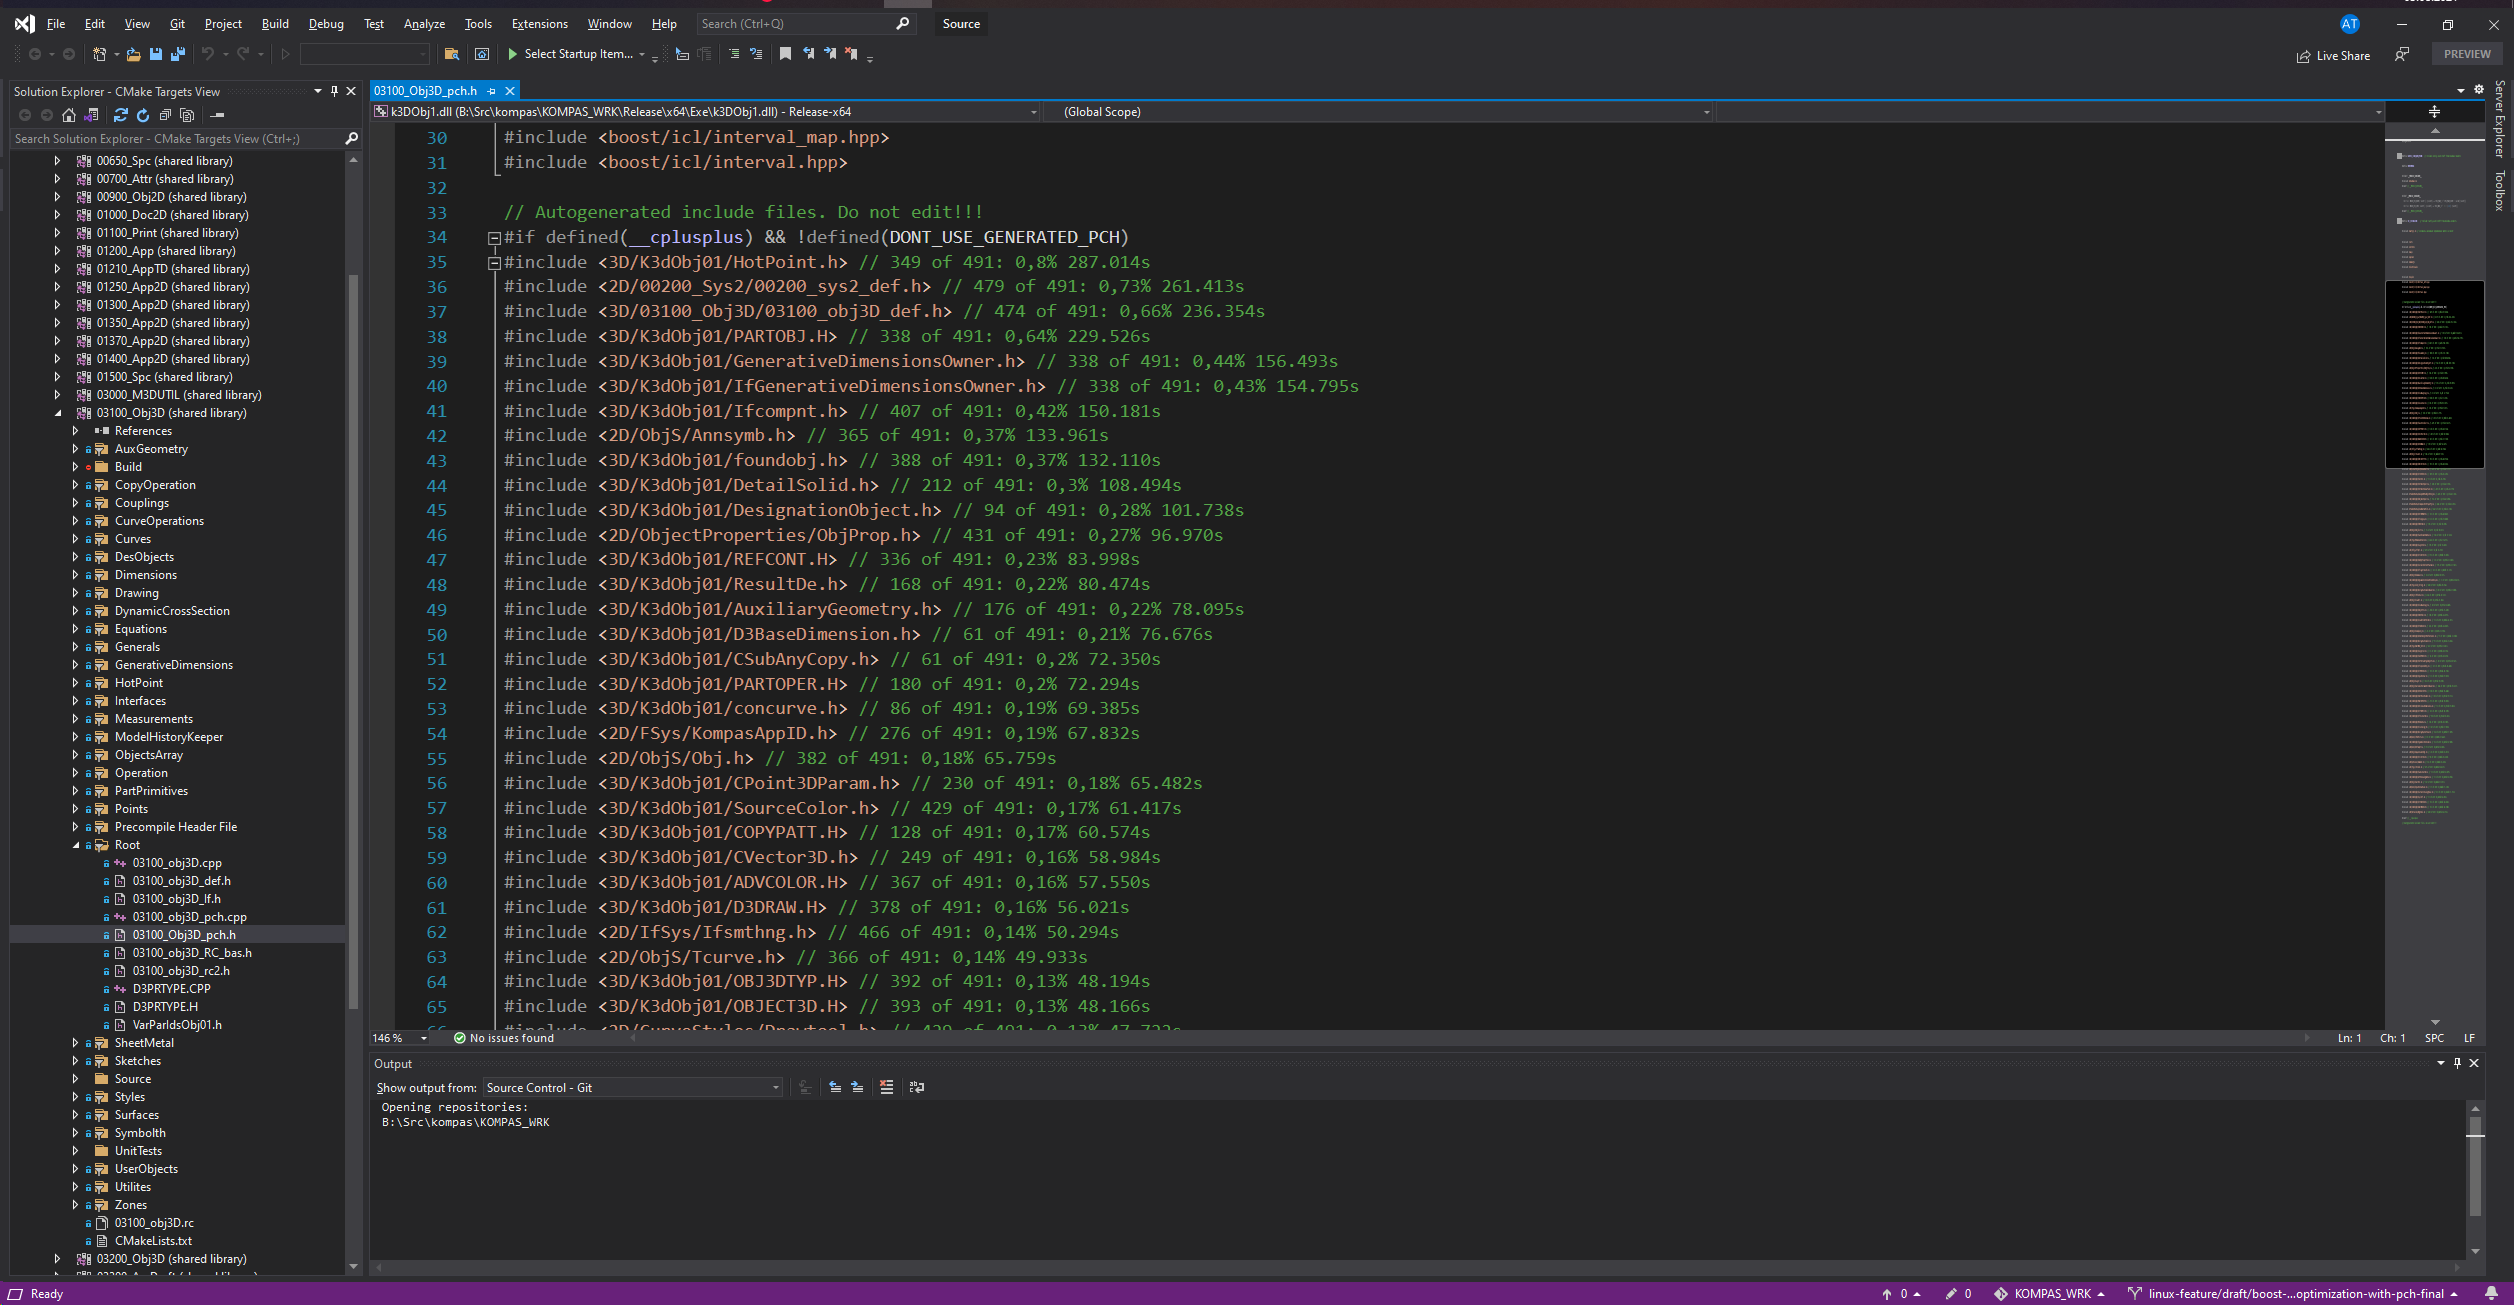 File Edit View Git Project Build Debug Test Analyze Tools Extensions Window Help Search (Ctrl+Q) Source AT
Select Startup Item... Live Share PREVIEW
Solution Explorer - CMake Targets View
Search Solution Explorer - CMake Targets View (Ctrl+;)
00650_Spc (shared library)
00700_Attr (shared library)
00900_Obj2D (shared library)
01000_Doc2D (shared library)
01100_Print (shared library)
01200_App (shared library)
01210_AppTD (shared library)
01250_App2D (shared library)
01300_App2D (shared library)
01350_App2D (shared library)
01370_App2D (shared library)
01400_App2D (shared library)
01500_Spc (shared library)
03000_M3DUTIL (shared library)
03100_Obj3D (shared library)
References
AuxGeometry
Build
CopyOperation
Couplings
CurveOperations
Curves
DesObjects
Dimensions
Drawing
DynamicCrossSection
Equations
Generals
GenerativeDimensions
HotPoint
Interfaces
Measurements
ModelHistoryKeeper
ObjectsArray
Operation
PartPrimitives
Points
Precompile Header File
Root
03100_obj3D.cpp
03100_obj3D_def.h
03100_obj3D_lf.h
03100_obj3D_pch.cpp
03100_Obj3D_pch.h
03100_obj3D_RC_bas.h
03100_obj3D_rc2.h
D3PRTYPE.CPP
D3PRTYPE.H
VarParIdsObj01.h
SheetMetal
Sketches
Source
Styles
Surfaces
Symbolth
UnitTests
UserObjects
Utilites
Zones
03100_obj3D.rc
CMakeLists.txt
03200_Obj3D (shared library)
03100_Obj3D_pch.h
k3DObj1.dll (B:\Src\kompas\KOMPAS_WRK\Release\x64\Exe\k3DObj1.dll) - Release-x64 (Global Scope)
30 #include <boost/icl/interval_map.hpp>
31 #include <boost/icl/interval.hpp>
32
33 // Autogenerated include files. Do not edit!!!
34 #if defined(__cplusplus) && !defined(DONT_USE_GENERATED_PCH)
35 #include <3D/K3dObj01/HotPoint.h> // 349 of 491: 0,8% 287.014s
36 #include <2D/00200_Sys2/00200_sys2_def.h> // 479 of 491: 0,73% 261.413s
37 #include <3D/03100_Obj3D/03100_obj3D_def.h> // 474 of 491: 0,66% 236.354s
38 #include <3D/K3dObj01/PARTOBJ.H> // 338 of 491: 0,64% 229.526s
39 #include <3D/K3dObj01/GenerativeDimensionsOwner.h> // 338 of 491: 0,44% 156.493s
40 #include <3D/K3dObj01/IfGenerativeDimensionsOwner.h> // 338 of 491: 0,43% 154.795s
41 #include <3D/K3dObj01/Ifcompnt.h> // 407 of 491: 0,42% 150.181s
42 #include <2D/ObjS/Annsymb.h> // 365 of 491: 0,37% 133.961s
43 #include <3D/K3dObj01/foundobj.h> // 388 of 491: 0,37% 132.110s
44 #include <3D/K3dObj01/DetailSolid.h> // 212 of 491: 0,3% 108.494s
45 #include <3D/K3dObj01/DesignationObject.h> // 94 of 491: 0,28% 101.738s
46 #include <2D/ObjectProperties/ObjProp.h> // 431 of 491: 0,27% 96.970s
47 #include <3D/K3dObj01/REFCONT.H> // 336 of 491: 0,23% 83.998s
48 #include <3D/K3dObj01/ResultDe.h> // 168 of 491: 0,22% 80.474s
49 #include <3D/K3dObj01/AuxiliaryGeometry.h> // 176 of 491: 0,22% 78.095s
50 #include <3D/K3dObj01/D3BaseDimension.h> // 61 of 491: 0,21% 76.676s
51 #include <3D/K3dObj01/CSubAnyCopy.h> // 61 of 491: 0,2% 72.350s
52 #include <3D/K3dObj01/PARTOPER.H> // 180 of 491: 0,2% 72.294s
53 #include <3D/K3dObj01/concurve.h> // 86 of 491: 0,19% 69.385s
54 #include <2D/FSys/KompasAppID.h> // 276 of 491: 0,19% 67.832s
55 #include <2D/ObjS/Obj.h> // 382 of 491: 0,18% 65.759s
56 #include <3D/K3dObj01/CPoint3DParam.h> // 230 of 491: 0,18% 65.482s
57 #include <3D/K3dObj01/SourceColor.h> // 429 of 491: 0,17% 61.417s
58 #include <3D/K3dObj01/COPYPATT.H> // 128 of 491: 0,17% 60.574s
59 #include <3D/K3dObj01/CVector3D.h> // 249 of 491: 0,16% 58.984s
60 #include <3D/K3dObj01/ADVCOLOR.H> // 367 of 491: 0,16% 57.550s
61 #include <3D/K3dObj01/D3DRAW.H> // 378 of 491: 0,16% 56.021s
62 #include <2D/IfSys/Ifsmthng.h> // 466 of 491: 0,14% 50.294s
63 #include <2D/ObjS/Tcurve.h> // 366 of 491: 0,14% 49.933s
64 #include <3D/K3dObj01/OBJ3DTYP.H> // 392 of 491: 0,13% 48.194s
65 #include <3D/K3dObj01/OBJECT3D.H> // 393 of 491: 0,13% 48.166s
146 % No issues found Ln: 1 Ch: 1 SPC LF
Output
Show output from: Source Control - Git
Opening repositories:
B:\Src\kompas\KOMPAS_WRK
Server Explorer
Toolbox
Ready 0 0 KOMPAS_WRK linux-feature/draft/boost-...optimization-with-pch-final